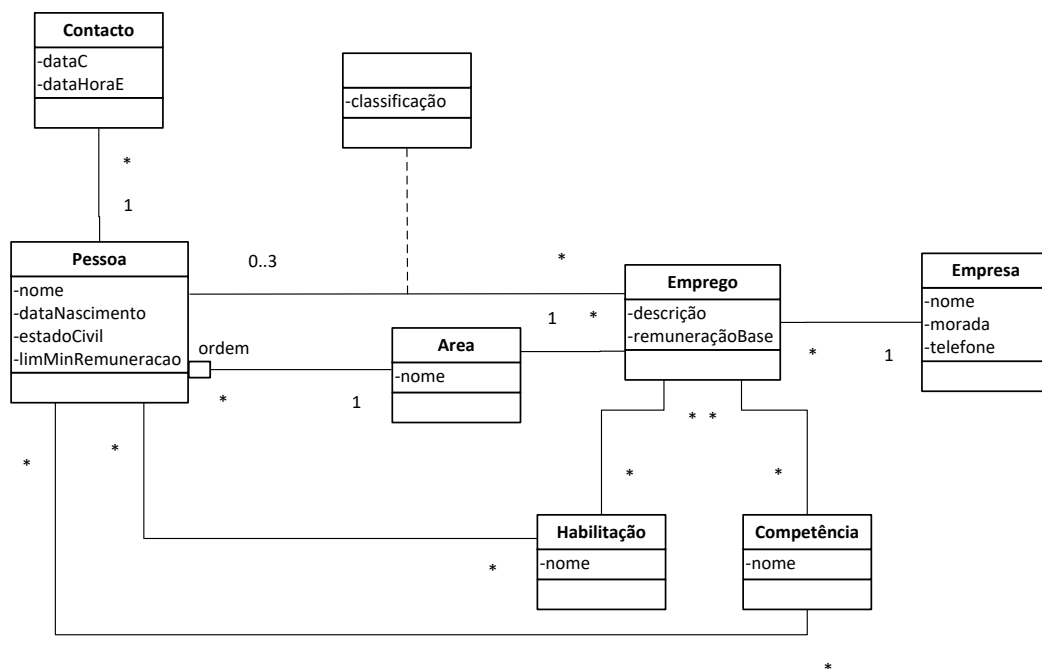 Contacto
-dataC
-dataHoraE
-classificação
*
1
Pessoa
-nome
-dataNascimento
-estadoCivil
-limMinRemuneracao
0..3
*
Emprego
-descrição
-remuneraçãoBase
Empresa
-nome
-morada
-telefone
1
*
ordem
Area
-nome
*
1
*
1
*
*
* *
*
*
Habilitação
-nome
Competência
-nome
*
*